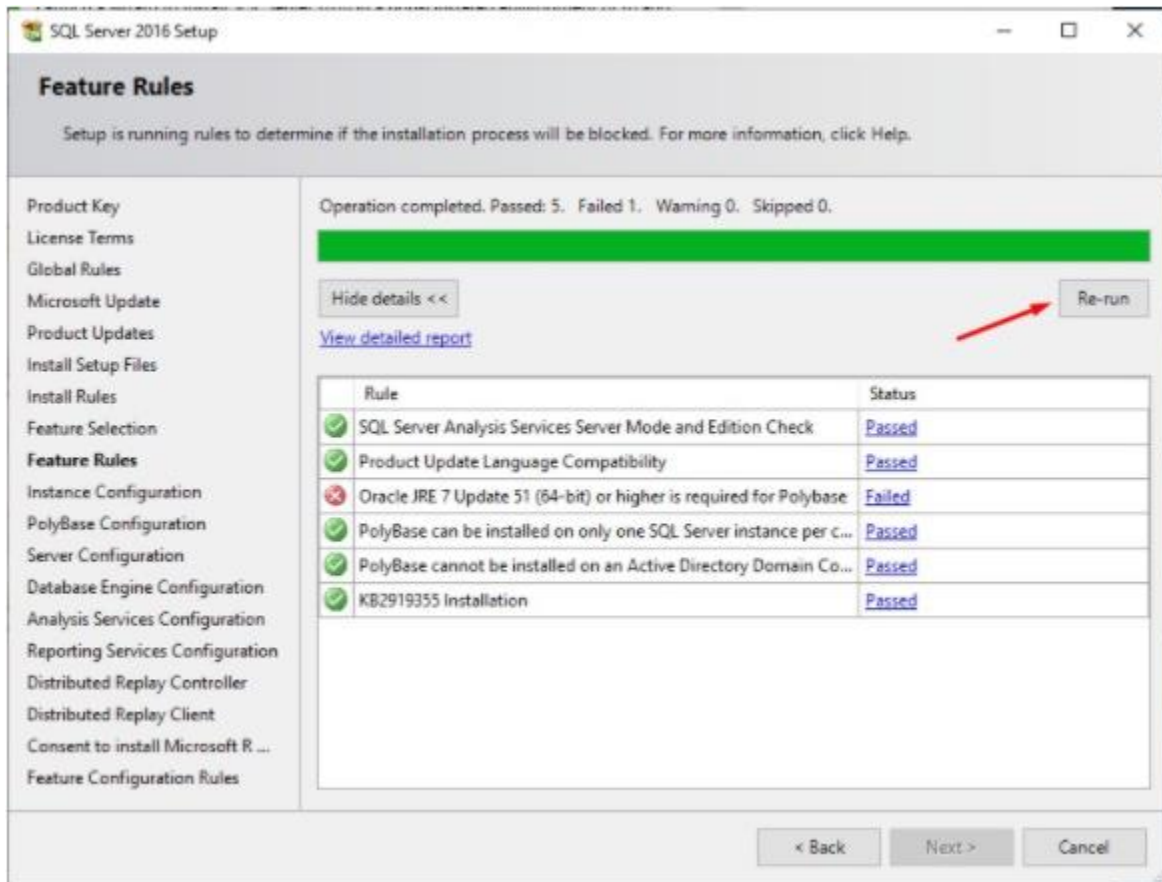 SQL Server 2016 Setup
Feature Rules
Setup is running rules to determine if the installation process will be blocked. For more information, click Help.
Product Key
License Terms
Global Rules
Microsoft Update
Product Updates
Install Setup Files
Install Rules
Feature Selection
Feature Rules
Instance Configuration
PolyBase Configuration
Server Configuration
Database Engine Configuration
Analysis Services Configuration
Reporting Services Configuration
Distributed Replay Controller
Distributed Replay Client
Consent to install Microsoft R ...
Feature Configuration Rules
Operation completed. Passed: 5. Failed 1. Warning 0. Skipped 0.
Hide details <<
Re-run
View detailed report
Rule Status
SQL Server Analysis Services Server Mode and Edition Check Passed
Product Update Language Compatibility Passed
Oracle JRE 7 Update 51 (64-bit) or higher is required for Polybase Failed
PolyBase can be installed on only one SQL Server instance per c... Passed
PolyBase cannot be installed on an Active Directory Domain Co... Passed
KB2919355 Installation Passed
< Back Next > Cancel